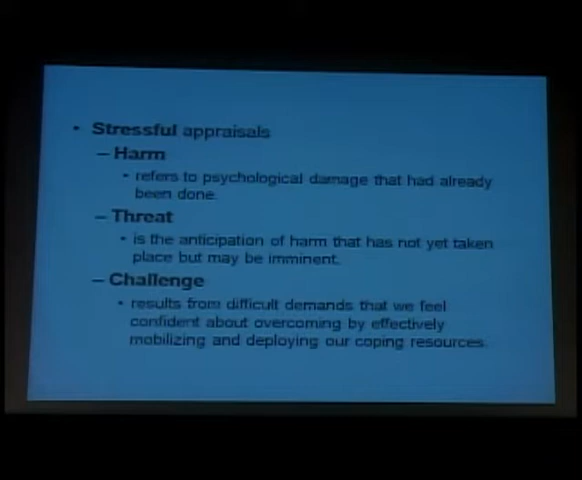 • Stressful appraisals
– Harm
• refers to psychological damage that had already
been done.
– Threat
• is the anticipation of harm that has not yet taken
place but may be imminent.
– Challenge
• results from difficult demands that we feel
confident about overcoming by effectively
mobilizing and deploying our coping resources.